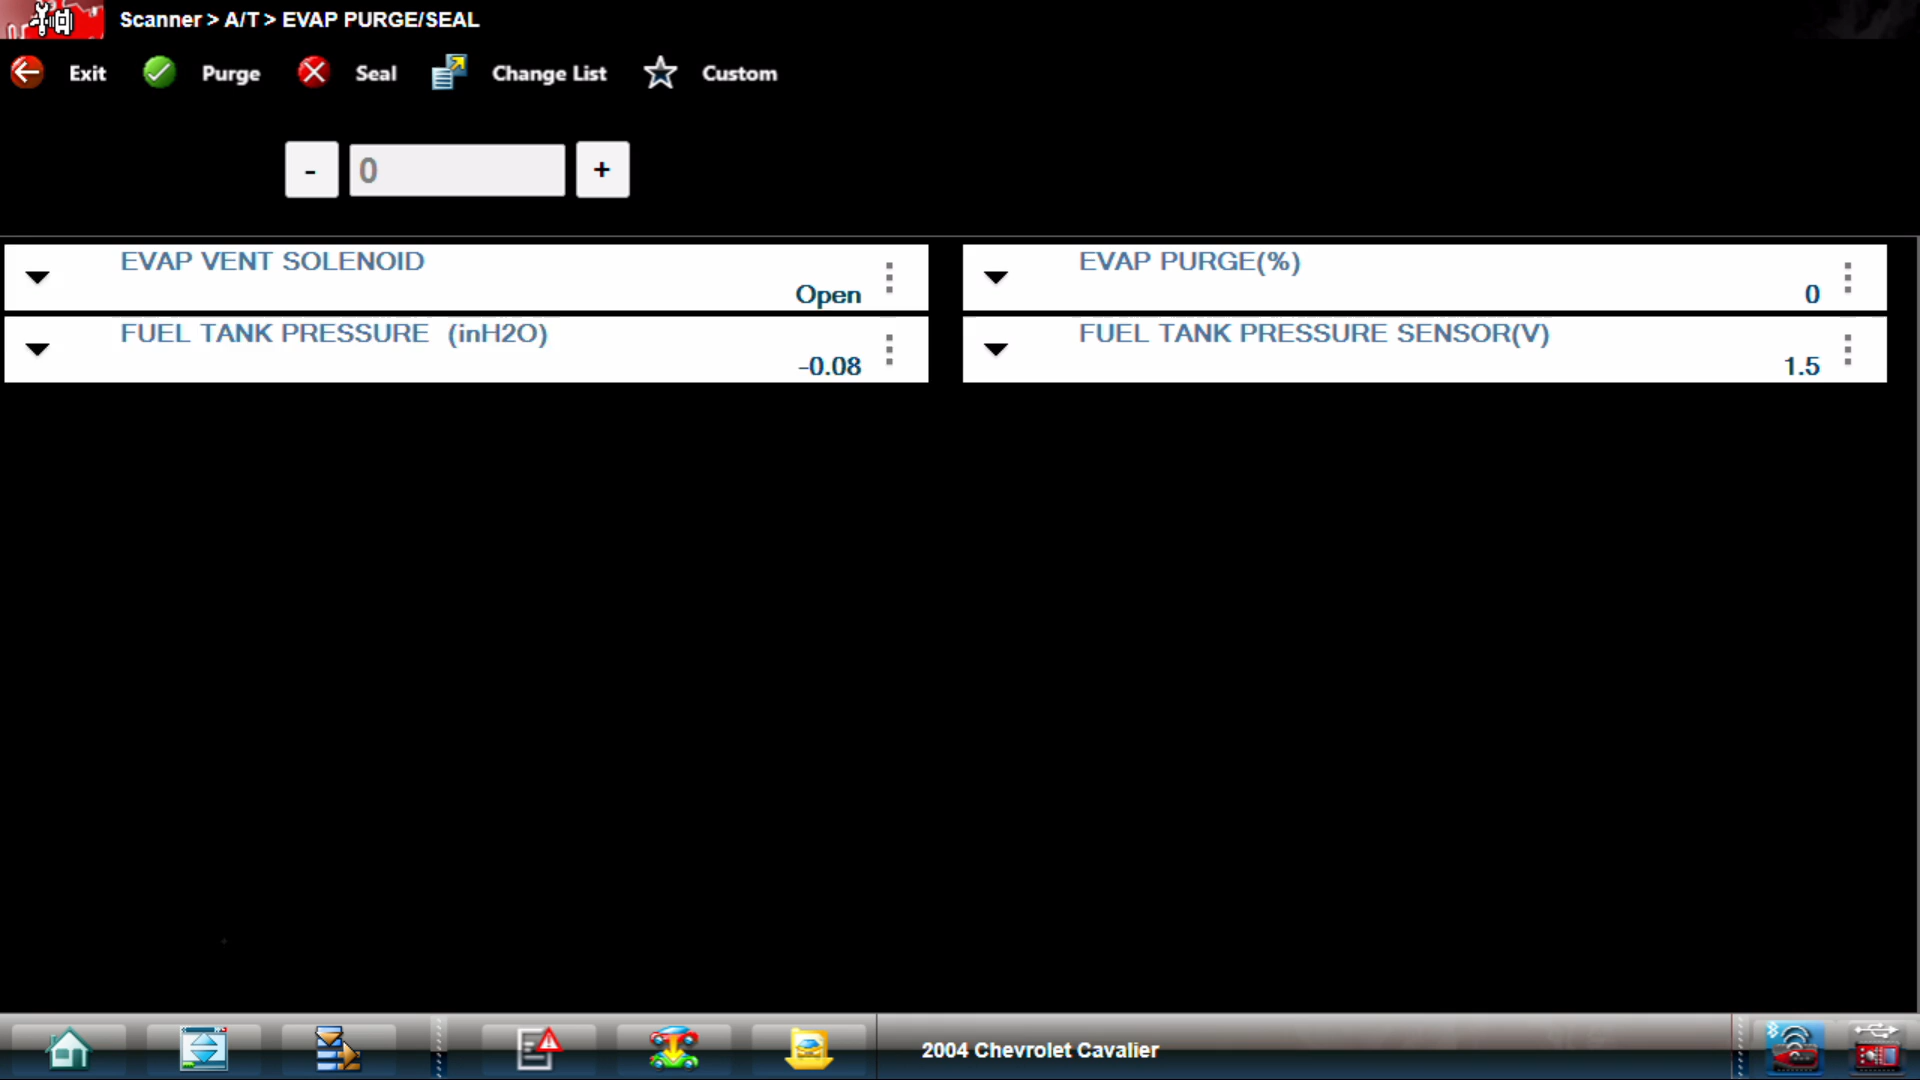 Scanner > A/T > EVAP PURGE/SEAL
Exit Purge Seal Change List Custom
- 0 +
EVAP VENT SOLENOID
Open
EVAP PURGE(%)
0
FUEL TANK PRESSURE (inH2O)
-0.08
FUEL TANK PRESSURE SENSOR(V)
1.5
2004 Chevrolet Cavalier